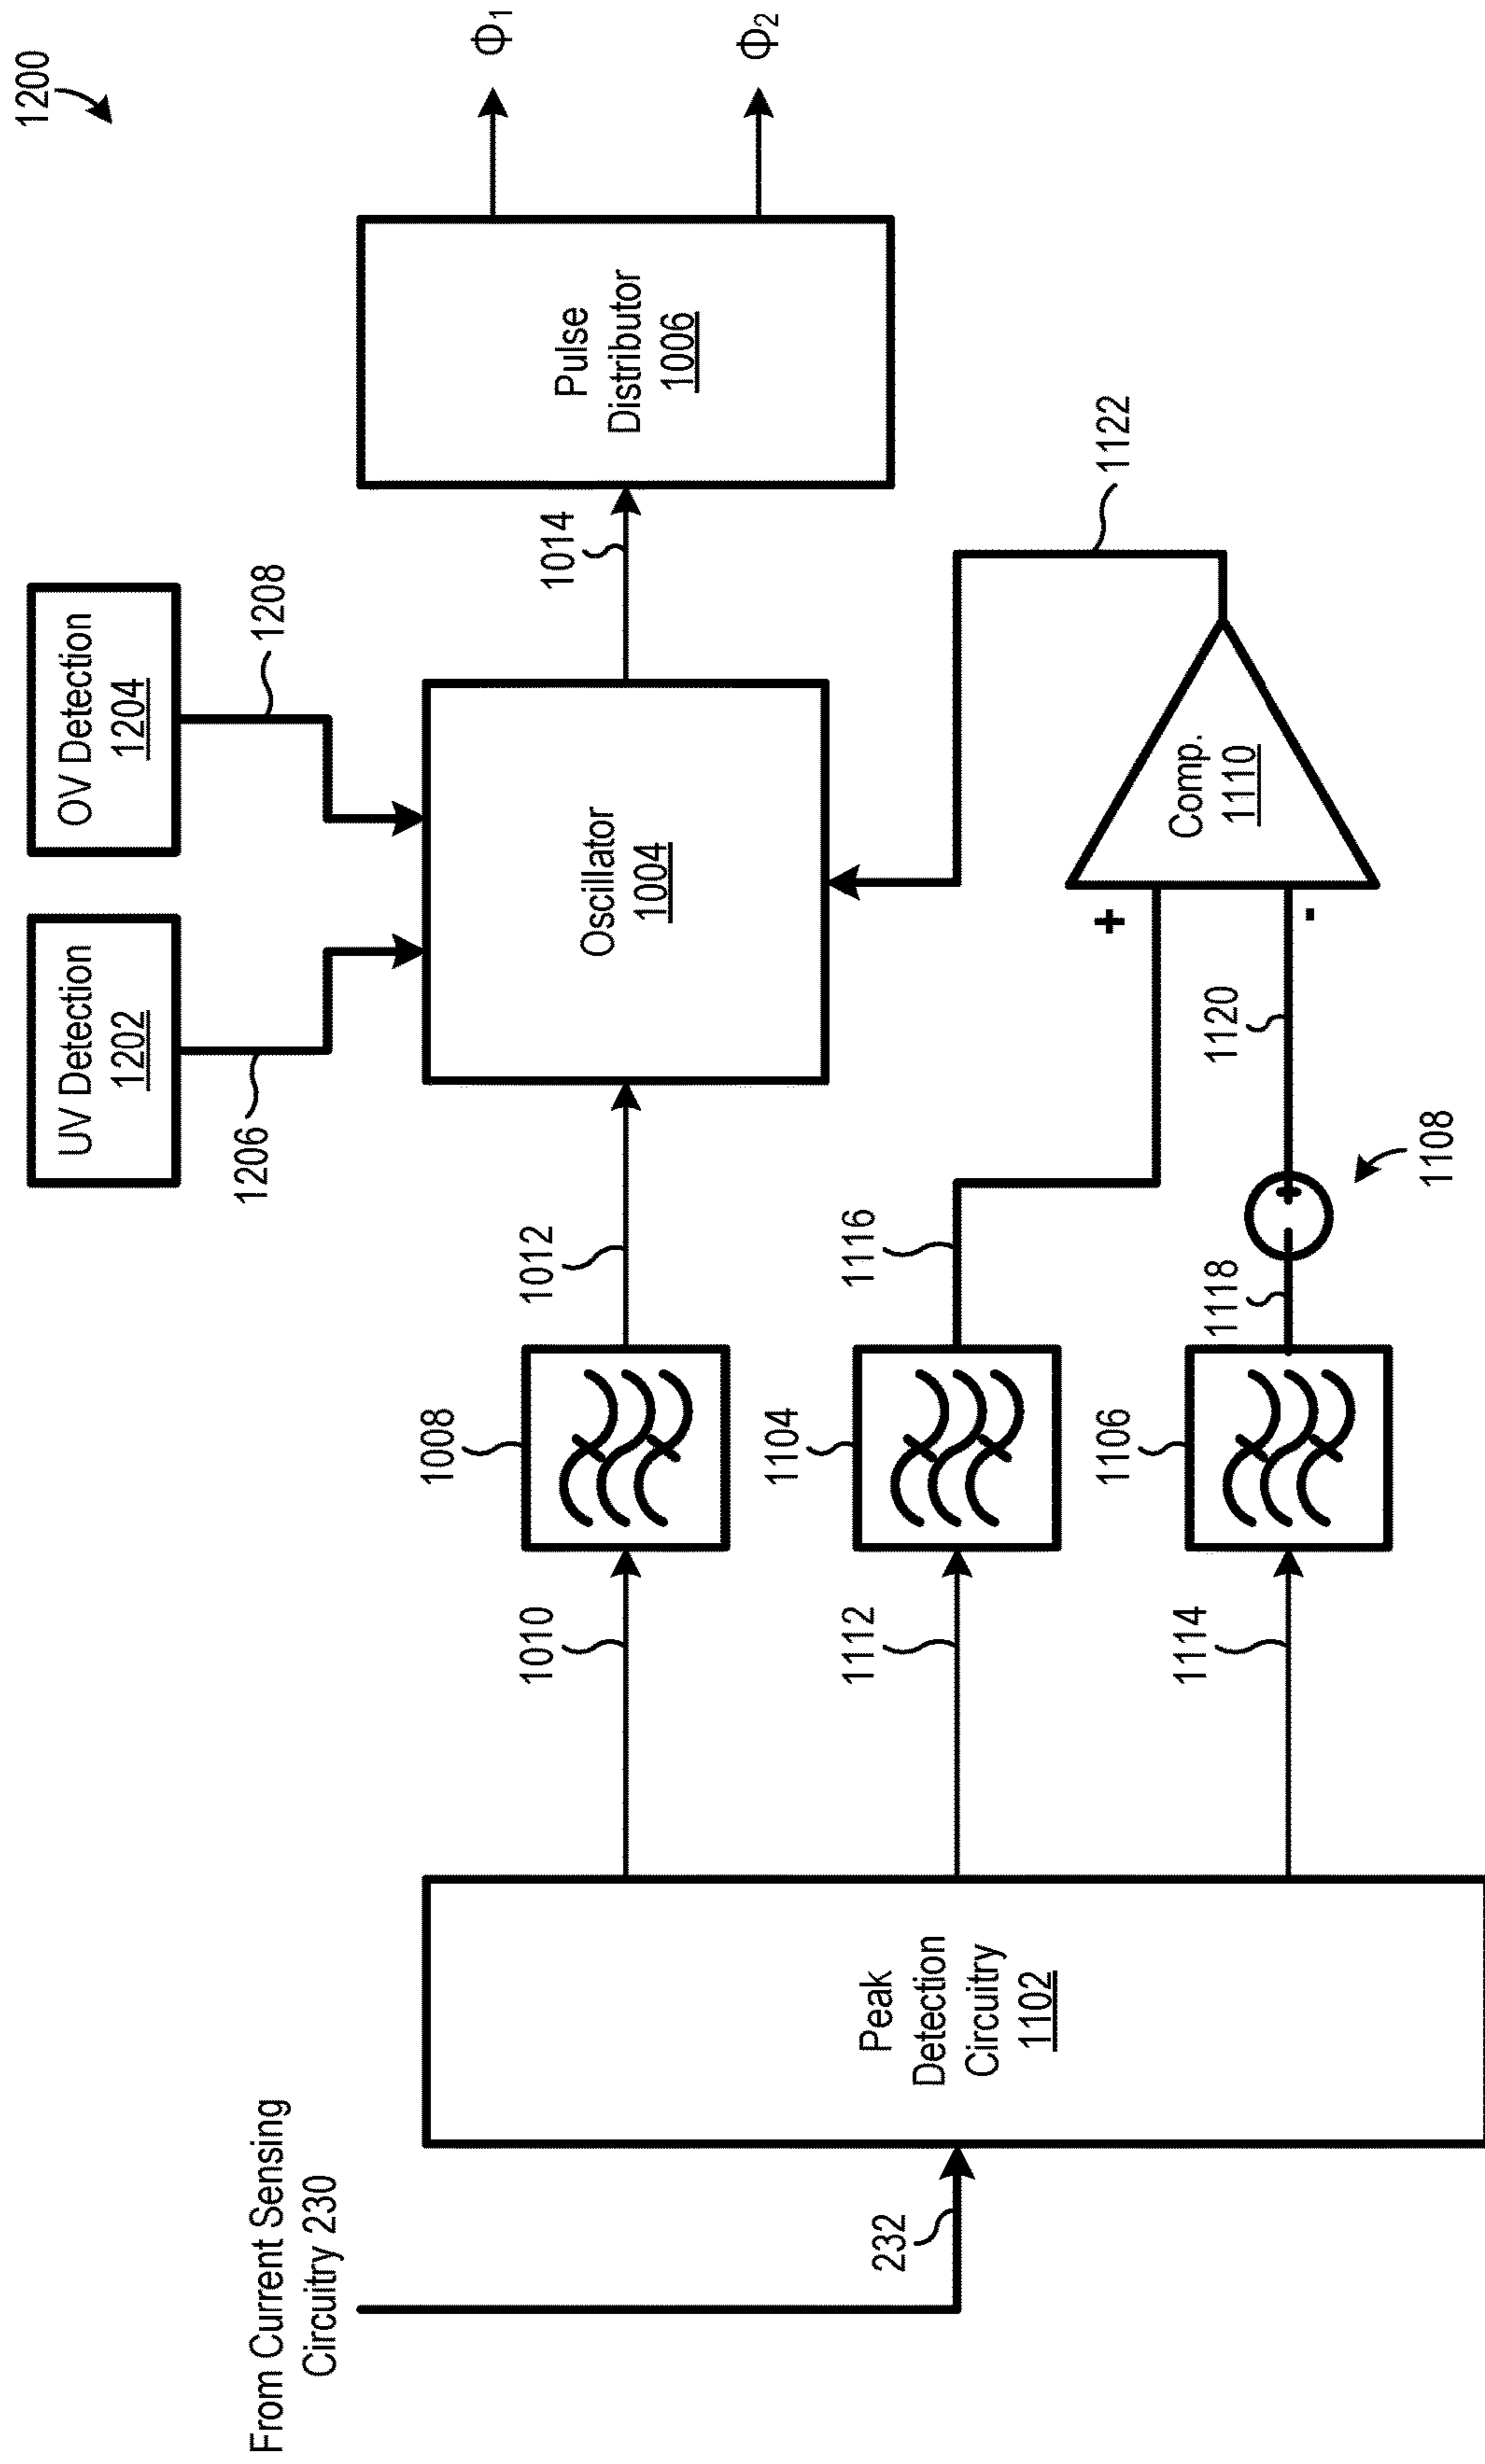 1200
UV Detection
1202
OV Detection
1204
1206
1208
From Current Sensing
Circuitry 230
232
Peak
Detection
Circuitry
1102
1010
1008
1012
Oscillator
1004
1014
Pulse
Distributor
1006
Φ1
Φ2
1112
1104
1116
1114
1106
1118
1108
1120
+
-
Comp.
1110
1122